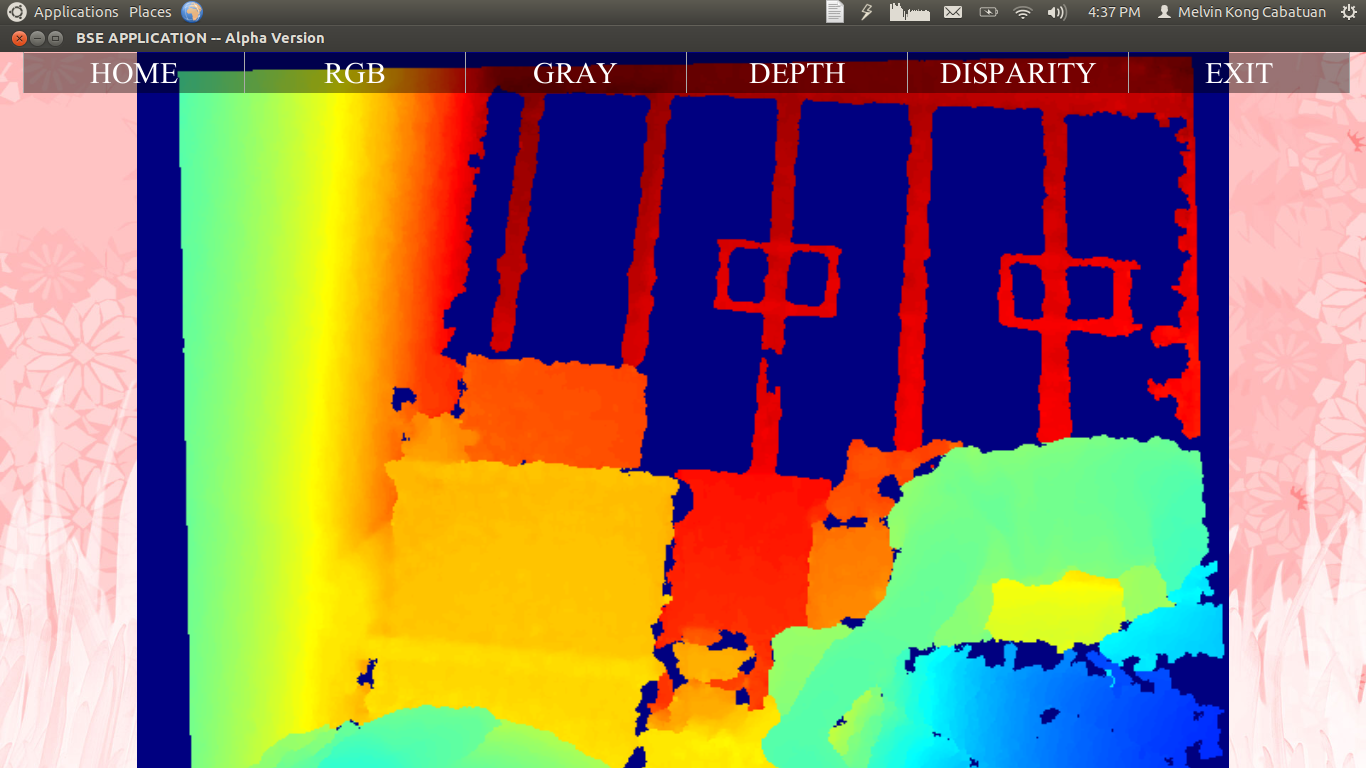 Applications Places 4:37 PM Melvin Kong Cabatuan
BSE APPLICATION -- Alpha Version
HOME RGB GRAY DEPTH DISPARITY EXIT